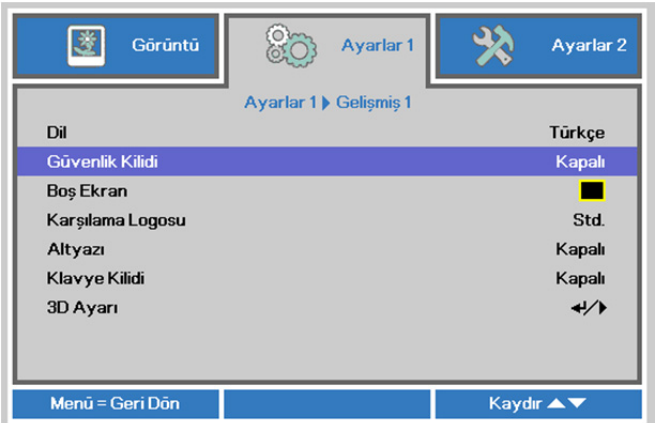 Görüntü Ayarlar 1 Ayarlar 2
Ayarlar 1 Gelişmiş 1
Dil Türkçe
Güvenlik Kilidi Kapalı
Boş Ekran
Karşılama Logosu Std.
Altyazı Kapalı
Klavye Kilidi Kapalı
3D Ayarı
Menü = Geri Dön Kaydır